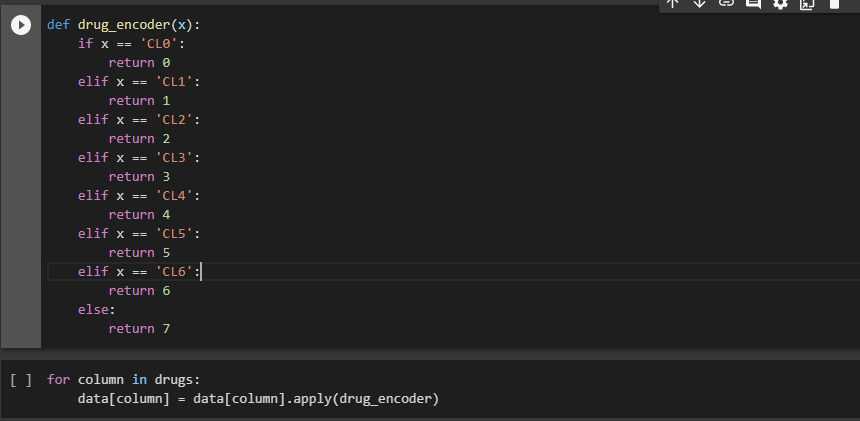 def drug_encoder(x):
    if x == 'CL0':
        return 0
    elif x == 'CL1':
        return 1
    elif x == 'CL2':
        return 2
    elif x == 'CL3':
        return 3
    elif x == 'CL4':
        return 4
    elif x == 'CL5':
        return 5
    elif x == 'CL6':
        return 6
    else:
        return 7
[ ] for column in drugs:
    data[column] = data[column].apply(drug_encoder)